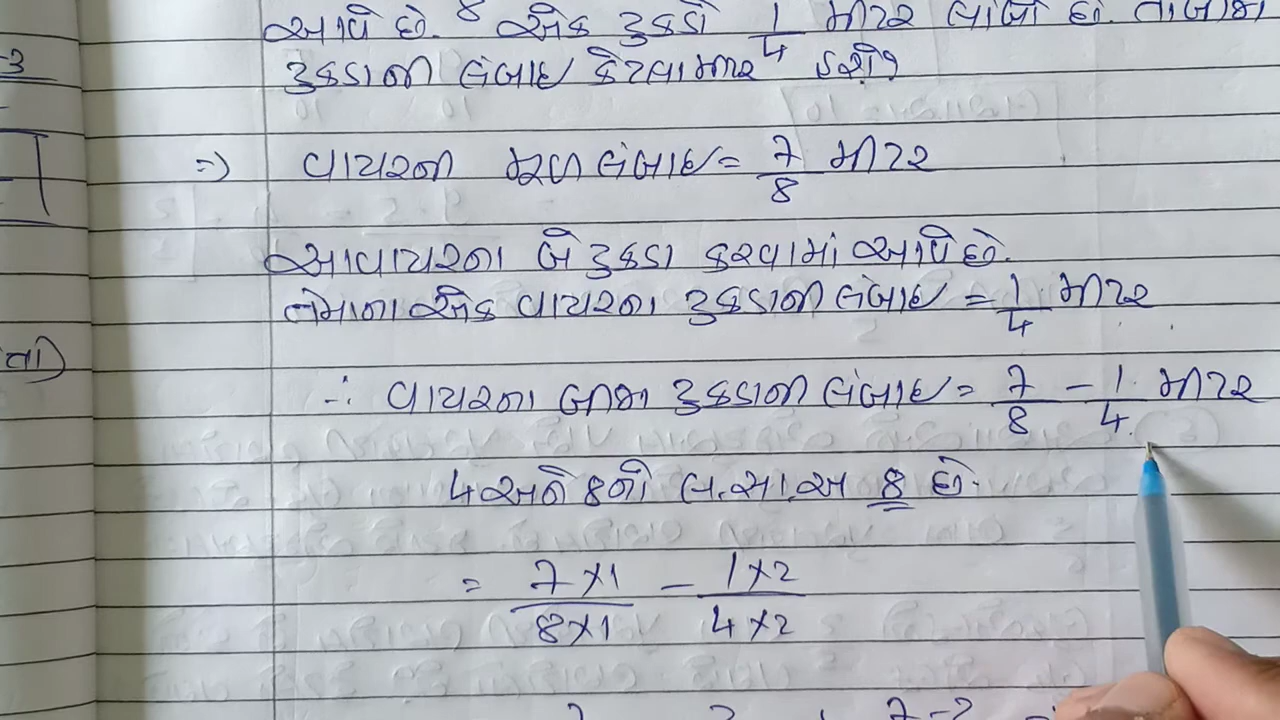 આવે છે. એક ટુકડો 1/4 મીટર લાંબો છે. તો બીજા
ટુકડાની લંબાઇ કેટલા મીટર હશે?
⇒) વાયરની મૂળ લંબાઇ = 7/8 મીટર
આ વાયરના બે ટુકડા કરવામાં આવે છે.
તેમાના એક વાયરના ટુકડાની લંબાઇ = 1/4 મીટર
∴ વાયરના બીજા ટુકડાની લંબાઇ = 7/8 - 1/4 મીટર
4 અને 8 નો લ.સા.અ 8 છે.
= 7×1/8×1 - 1×2/4×2